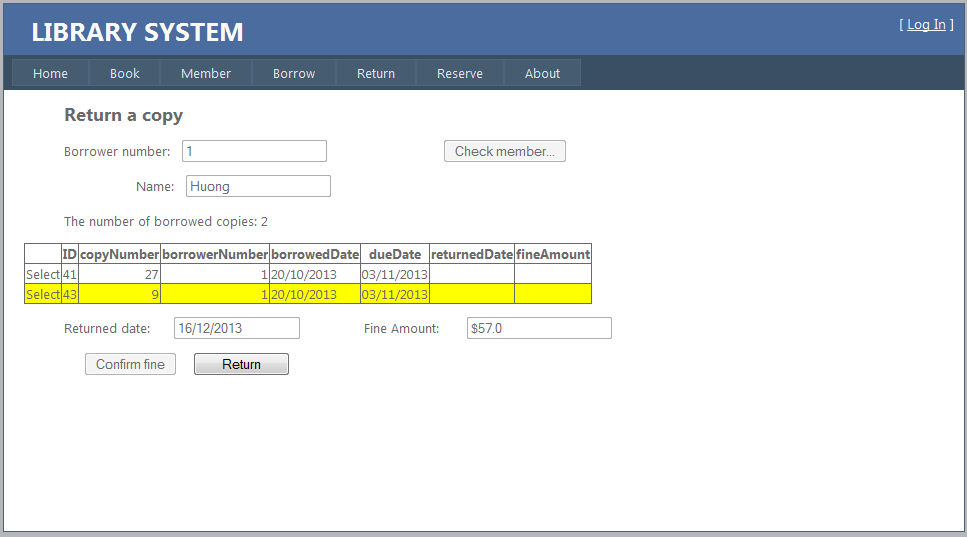 LIBRARY SYSTEM
[ Log In ]
Home Book Member Borrow Return Reserve About
Return a copy
Borrower number: 1 Check member...
Name: Huong
The number of borrowed copies: 2
ID copyNumber borrowerNumber borrowedDate dueDate returnedDate fineAmount
Select 41 27 1 20/10/2013 03/11/2013
Select 43 9 1 20/10/2013 03/11/2013
Returned date: 16/12/2013 Fine Amount: $57.0
Confirm fine Return